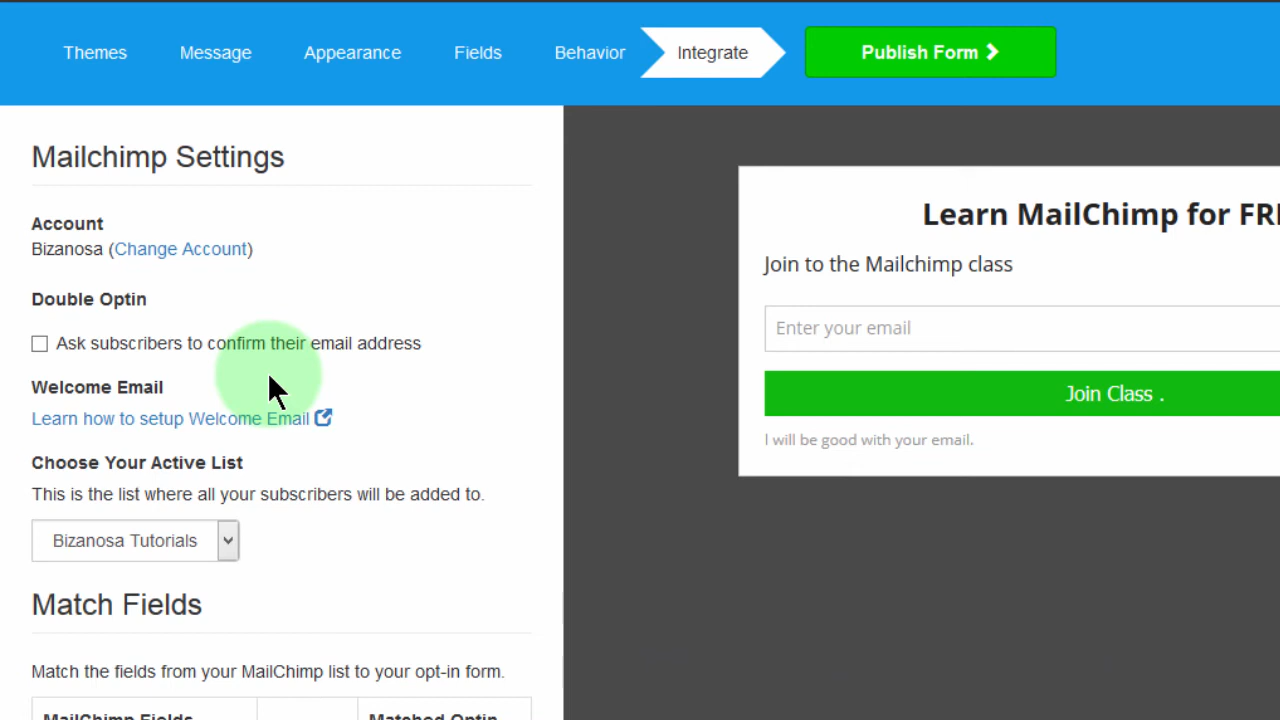 Themes Message Appearance Fields Behavior Integrate Publish Form
Mailchimp Settings
Account
Bizanosa (Change Account)
Double Optin
Ask subscribers to confirm their email address
Welcome Email
Learn how to setup Welcome Email
Choose Your Active List
This is the list where all your subscribers will be added to.
Bizanosa Tutorials
Match Fields
Match the fields from your MailChimp list to your opt-in form.
MailChimp Fields Matched Optin
Learn MailChimp for
Join to the Mailchimp class
Enter your email
Join Class .
I will be good with your email.